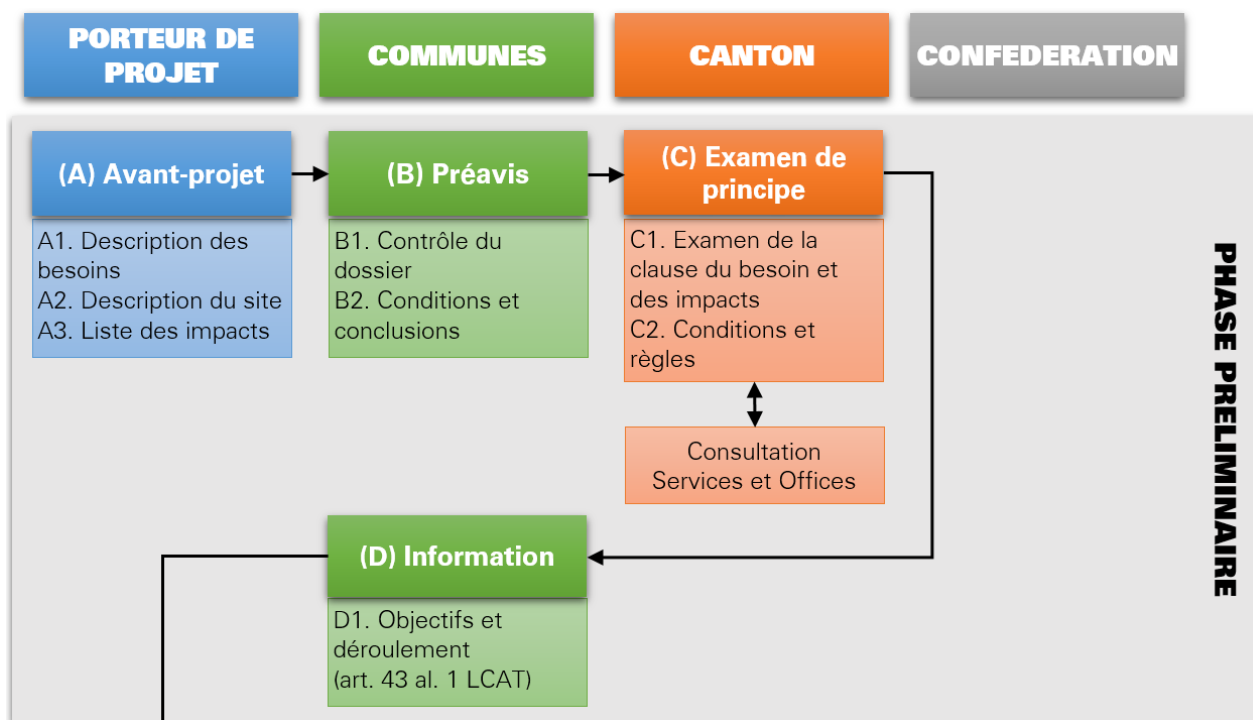 PORTEUR DE
PROJET
COMMUNES
CANTON
CONFEDERATION
(A) Avant-projet
A1. Description des
besoins
A2. Description du site
A3. Liste des impacts
(B) Préavis
B1. Contrôle du
dossier
B2. Conditions et
conclusions
(C) Examen de
principe
C1. Examen de la
clause du besoin et
des impacts
C2. Conditions et
règles
Consultation
Services et Offices
(D) Information
D1. Objectifs et
déroulement
(art. 43 al. 1 LCAT)
PHASE PRELIMINAIRE